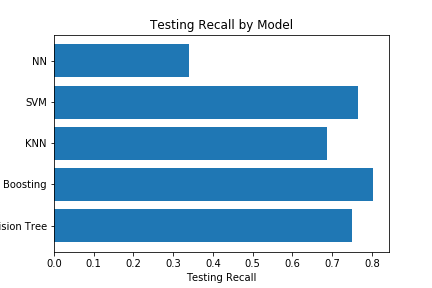 Testing Recall by Model
NN
SVM
KNN
Boosting
ision Tree
0.0 0.1 0.2 0.3 0.4 0.5 0.6 0.7 0.8
Testing Recall